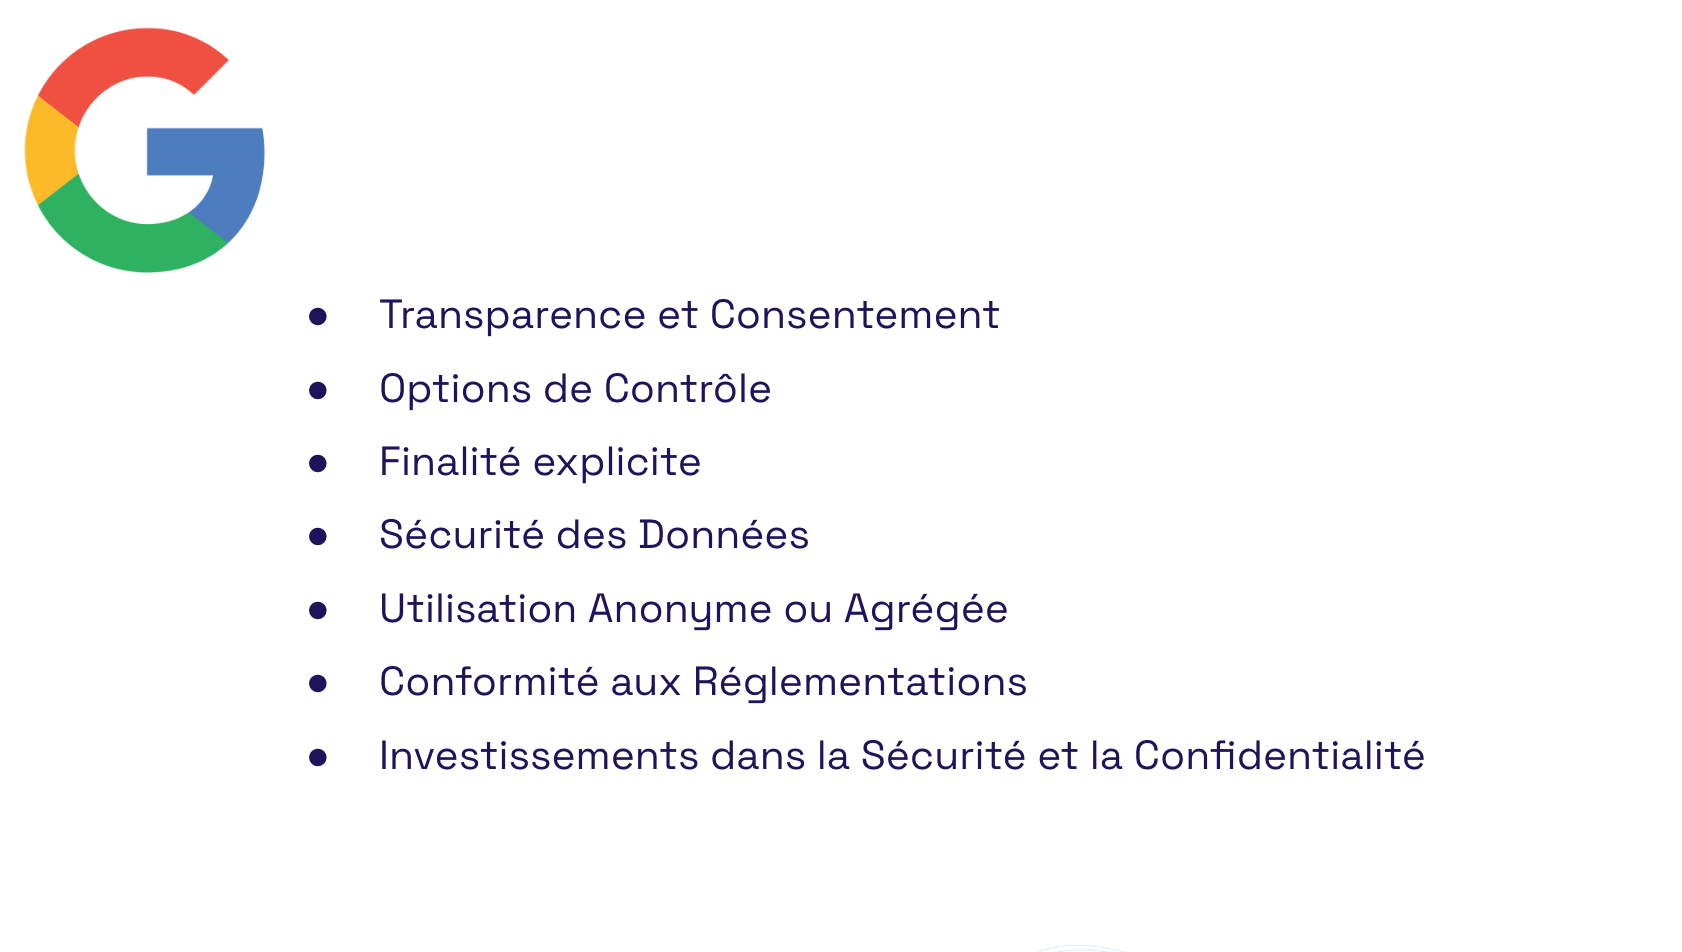 Transparence et Consentement
Options de Contrôle
Finalité explicite
Sécurité des Données
Utilisation Anonyme ou Agrégée
Conformité aux Réglementations
Investissements dans la Sécurité et la Confidentialité